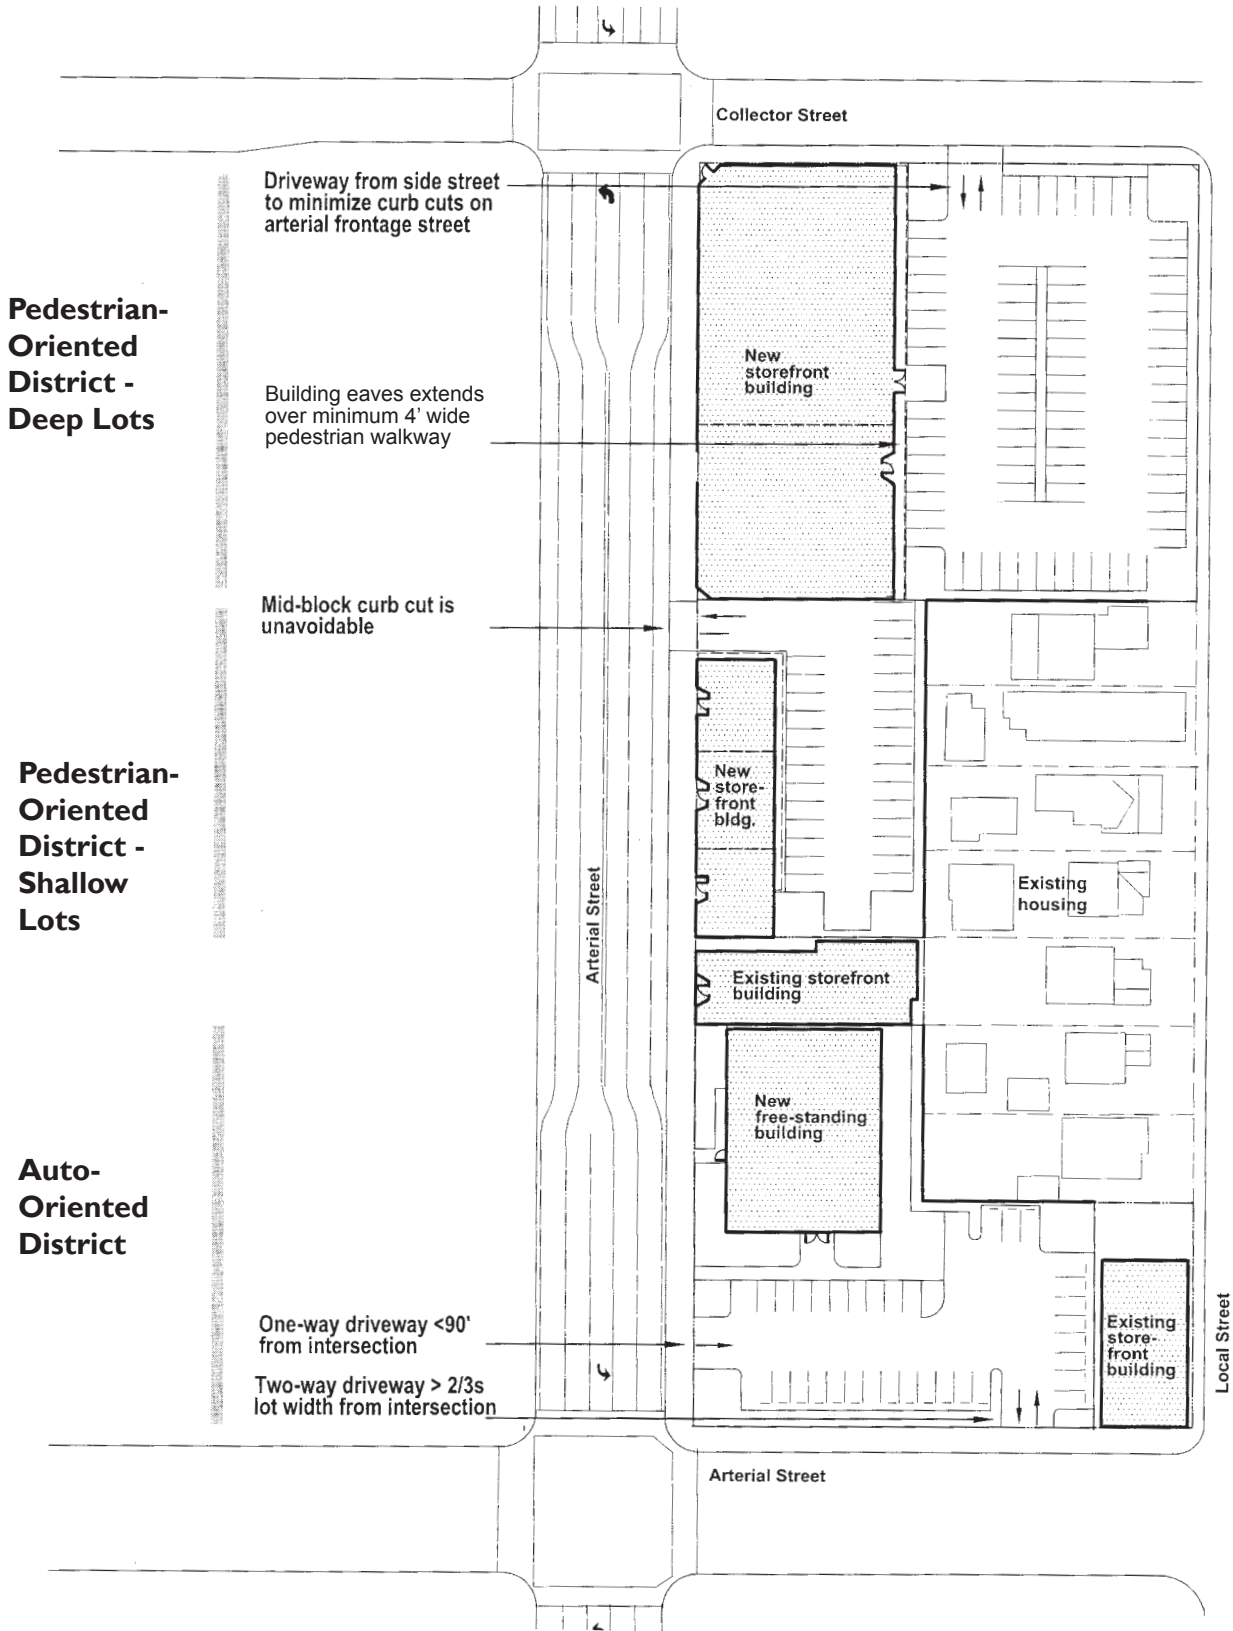 Collector Street
Driveway from side street
to minimize curb cuts on
arterial frontage street
Pedestrian-
Oriented
District -
Deep Lots
New
storefront
building
Building eaves extends
over minimum 4' wide
pedestrian walkway
Mid-block curb cut is
unavoidable
Pedestrian-
Oriented
District -
Shallow
Lots
New
store-
front
bldg.
Arterial Street
Existing
housing
Existing storefront
building
New
free-standing
building
Auto-
Oriented
District
One-way driveway <90'
from intersection
Two-way driveway > 2/3s
lot width from intersection
Existing
store-
front
building
Local Street
Arterial Street